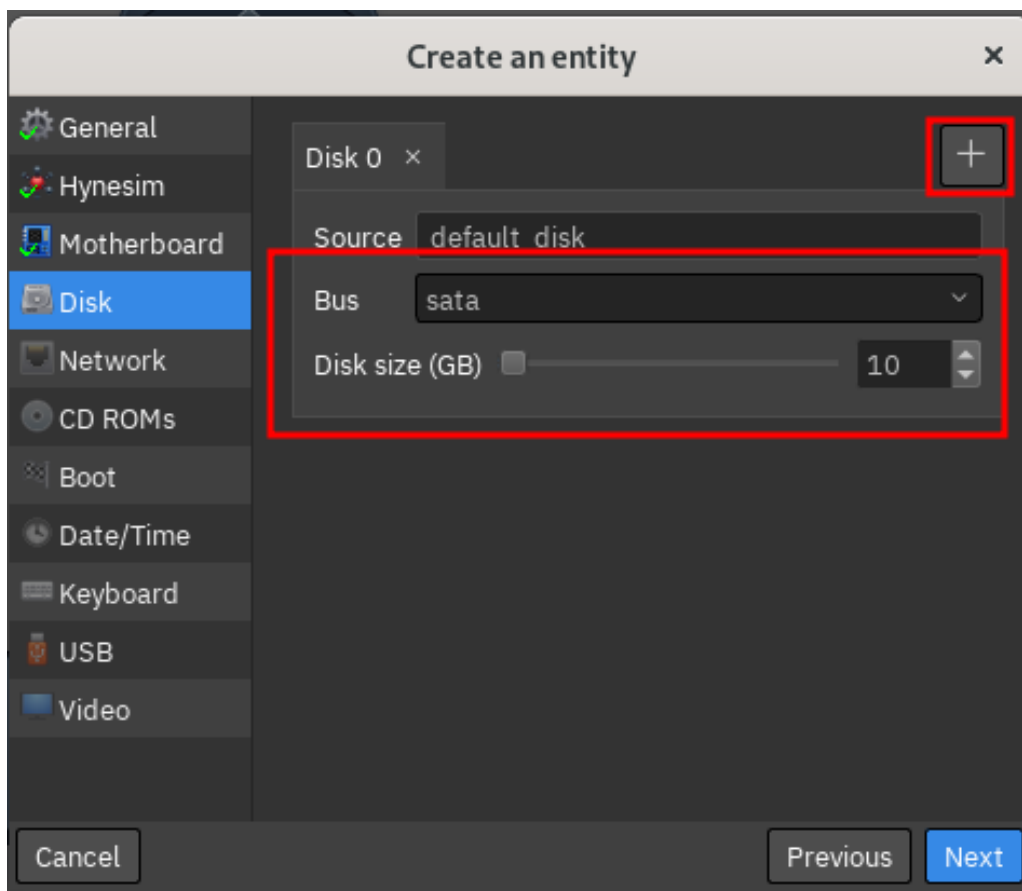 Create an entity ×
General
Hynesim
Motherboard
Disk
Network
CD ROMs
Boot
Date/Time
Keyboard
USB
Video
Disk 0 × +
Source default_disk
Bus sata
Disk size (GB) 10
Cancel Previous Next